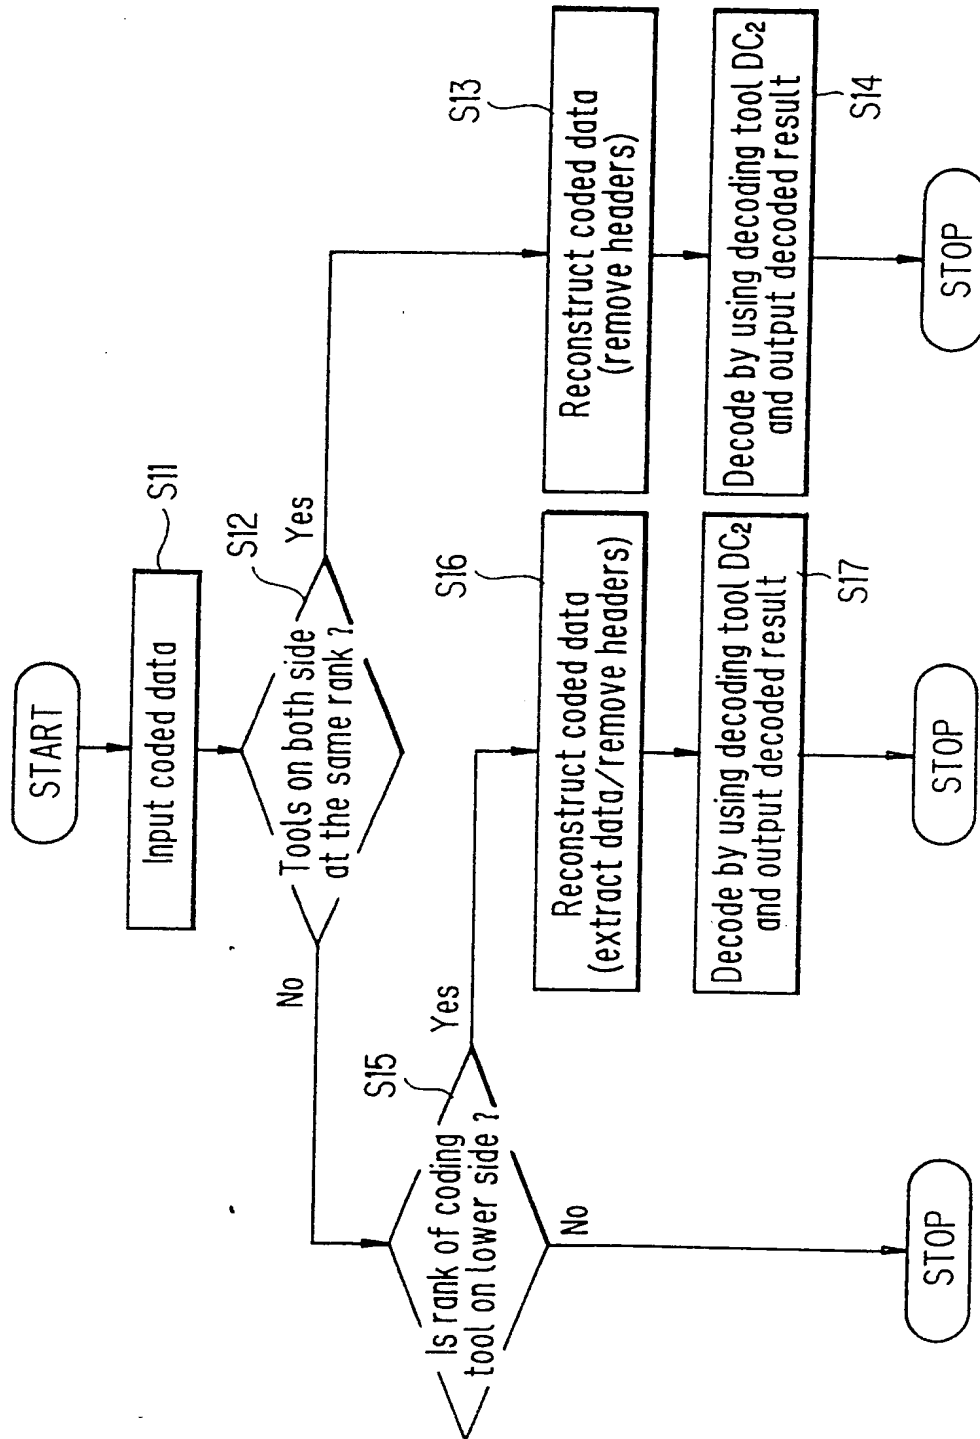 START
Input coded data
S11
Tools on both side
at the same rank ?
S12
Yes
No
Reconstruct coded data
(remove headers)
S13
Decode by using decoding tool DC2
and output decoded result
S14
STOP
Is rank of coding
tool on lower side ?
S15
Yes
No
Reconstruct coded data
(extract data/remove headers)
S16
Decode by using decoding tool DC2
and output decoded result
S17
STOP
STOP